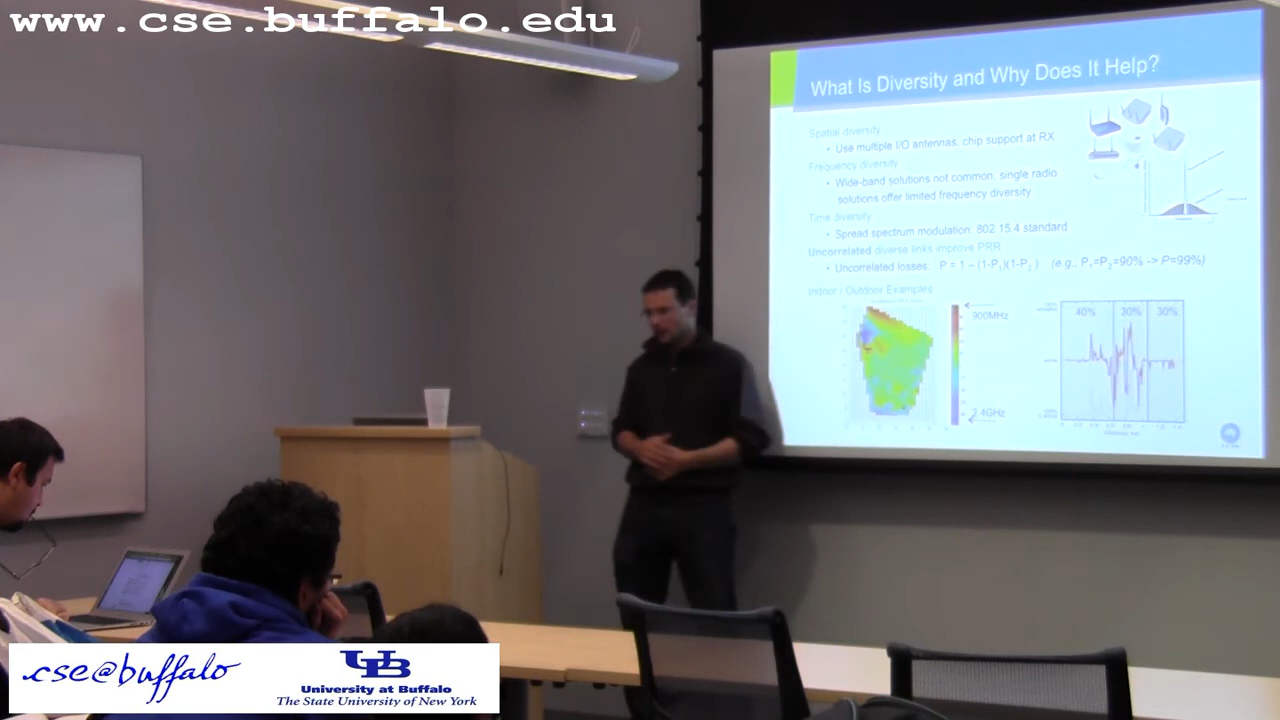 www.cse.buffalo.edu
What Is Diversity and Why Does It Help?
Spatial diversity
• Use multiple I/O antennas, chip support at RX
Frequency diversity
• Wide-band solutions not common, single radio
solutions offer limited frequency diversity
Time diversity
• Spread spectrum modulation: 802.15.4 standard
Uncorrelated diverse links improve PRR
• Uncorrelated losses: P = 1 – (1-P1)(1-P2) (e.g., P1=P2=90% -> P=99%)
Indoor / Outdoor Examples
900MHz
2.4GHz
40% 30% 30%
cse@buffalo
UB
University at Buffalo
The State University of New York